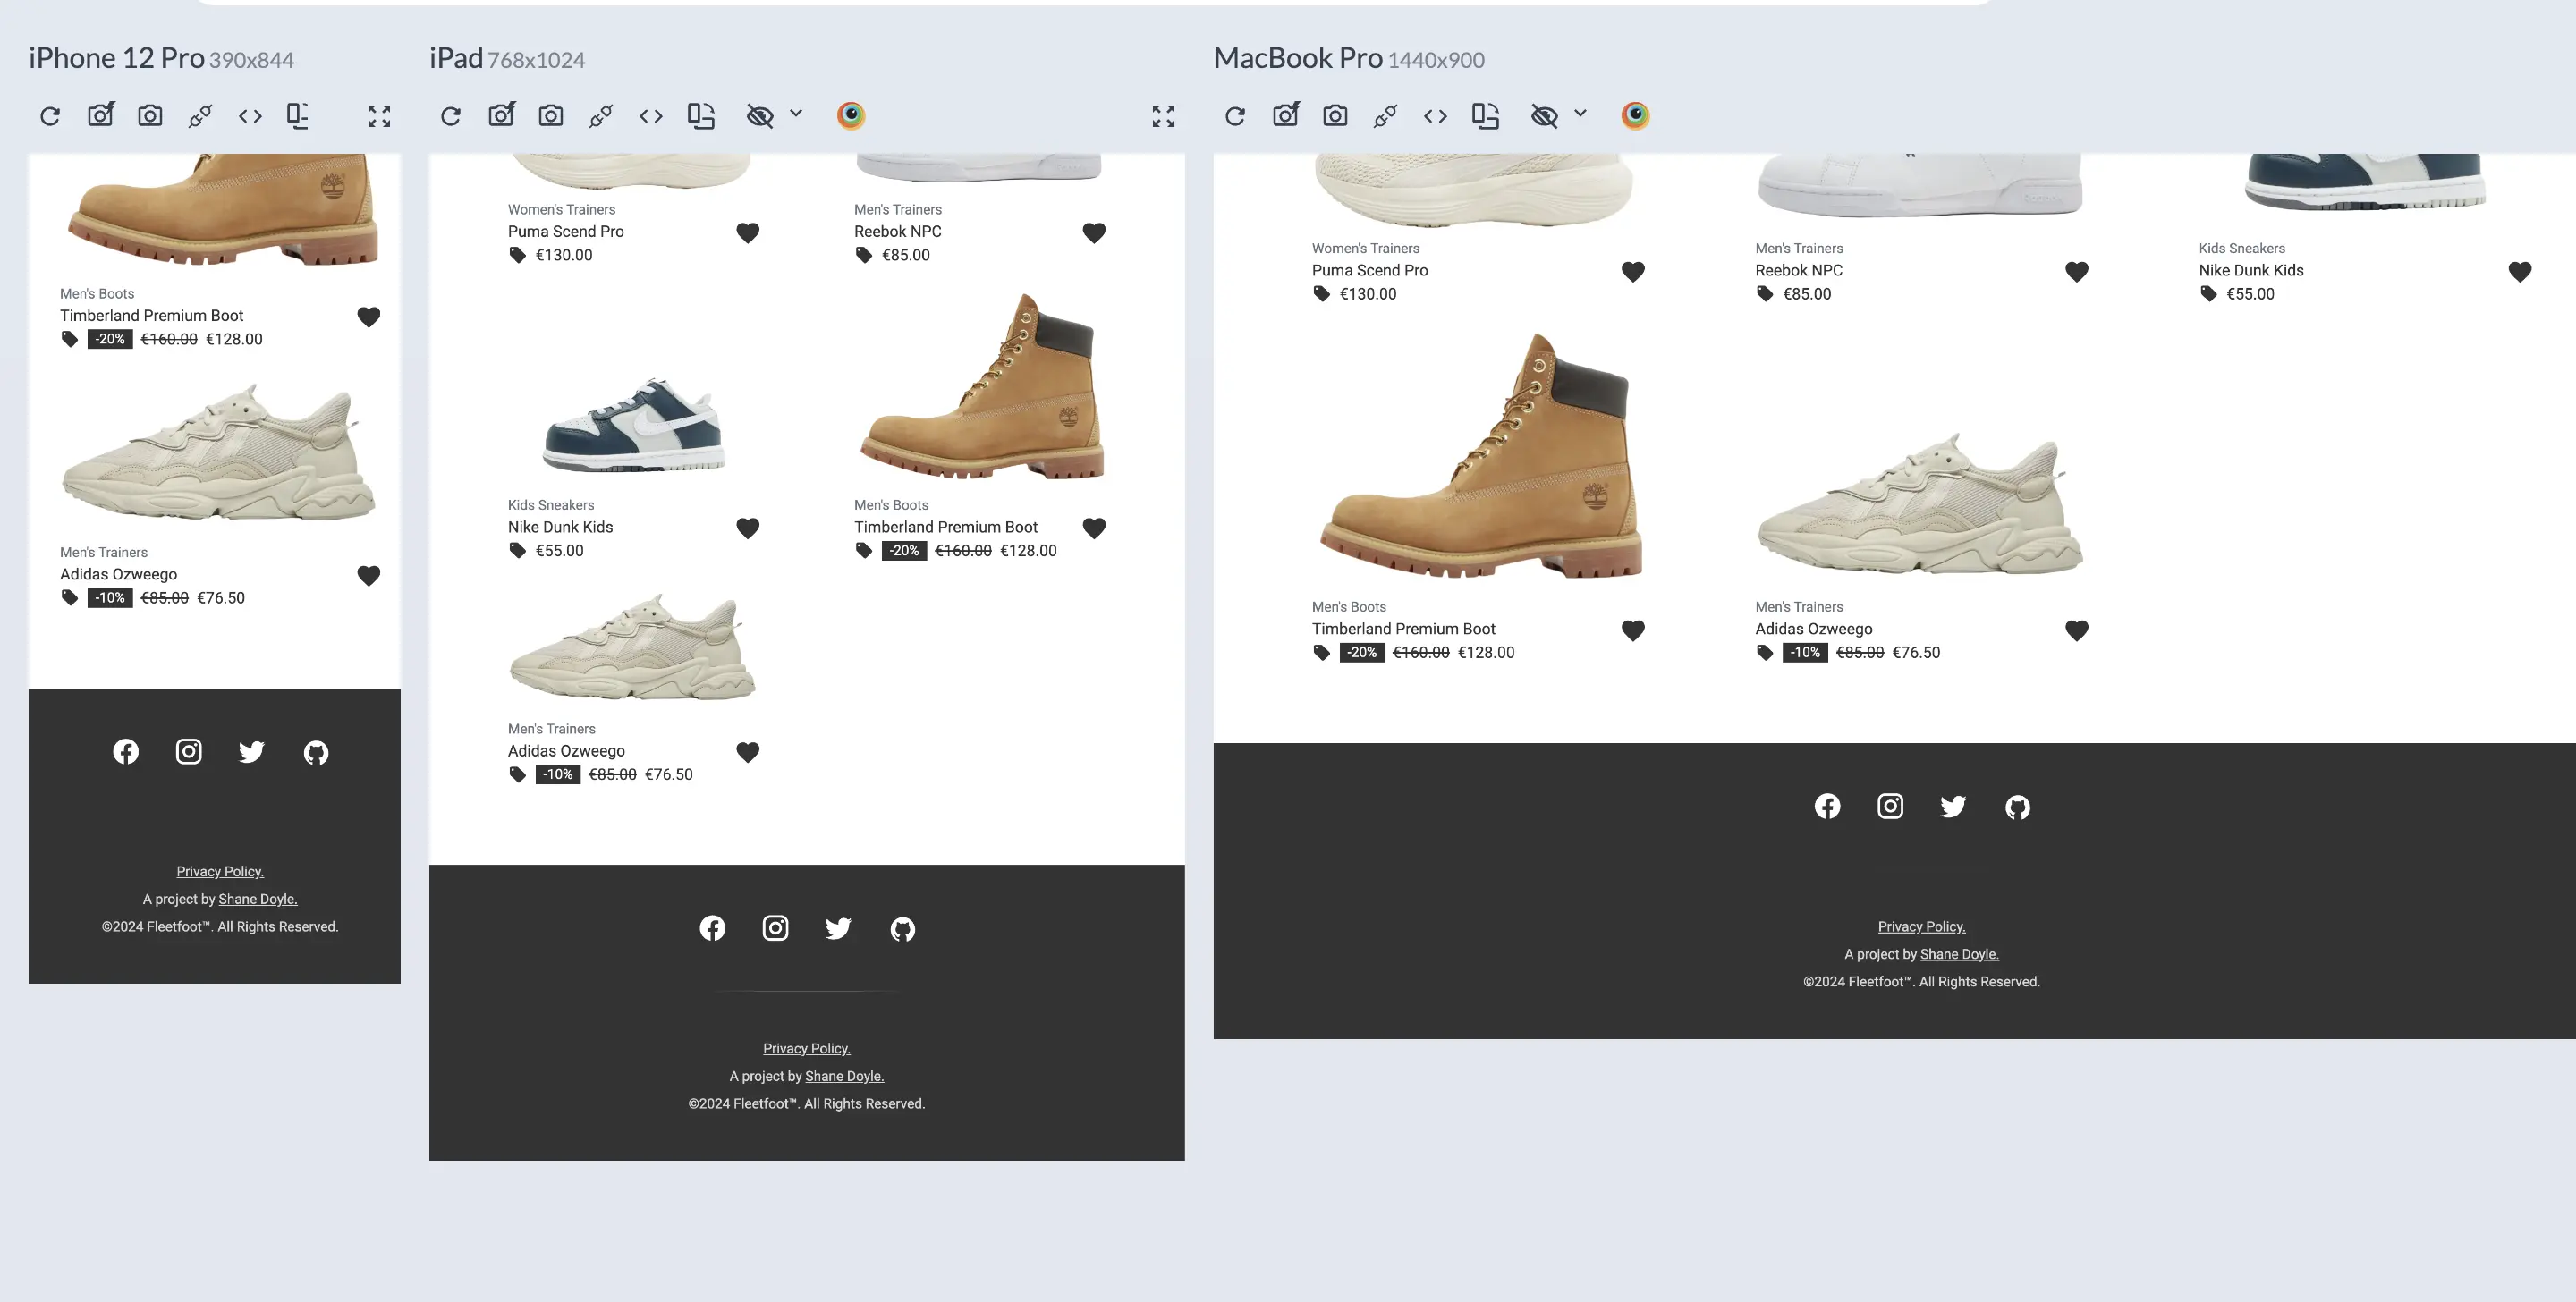 iPhone 12 Pro 390x844
Men's Boots
Timberland Premium Boot
-20% €160.00 €128.00
Men's Trainers
Adidas Ozweego
-10% €85.00 €76.50
Privacy Policy.
A project by Shane Doyle.
©2024 Fleetfoot™. All Rights Reserved.
iPad 768x1024
Women's Trainers
Puma Scend Pro
€130.00
Men's Trainers
Reebok NPC
€85.00
Kids Sneakers
Nike Dunk Kids
€55.00
Men's Boots
Timberland Premium Boot
-20% €160.00 €128.00
Men's Trainers
Adidas Ozweego
-10% €85.00 €76.50
Privacy Policy.
A project by Shane Doyle.
©2024 Fleetfoot™. All Rights Reserved.
MacBook Pro 1440x900
Women's Trainers
Puma Scend Pro
€130.00
Men's Trainers
Reebok NPC
€85.00
Kids Sneakers
Nike Dunk Kids
€55.00
Men's Boots
Timberland Premium Boot
-20% €160.00 €128.00
Men's Trainers
Adidas Ozweego
-10% €85.00 €76.50
Privacy Policy.
A project by Shane Doyle.
©2024 Fleetfoot™. All Rights Reserved.